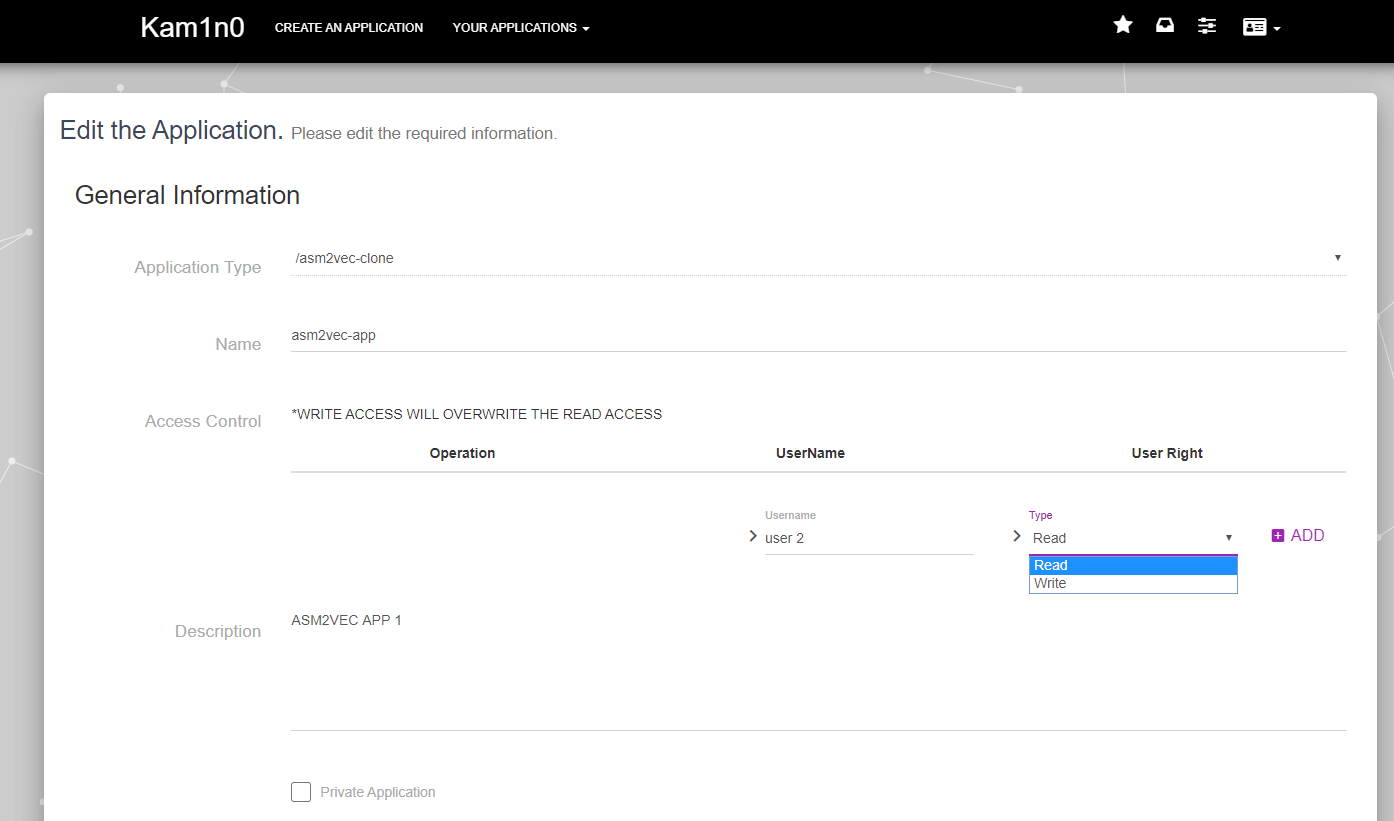 Kam1n0 CREATE AN APPLICATION YOUR APPLICATIONS
Edit the Application. Please edit the required information.
General Information
Application Type /asm2vec-clone
Name asm2vec-app
Access Control *WRITE ACCESS WILL OVERWRITE THE READ ACCESS
Operation UserName User Right
Username Type
user 2 Read ADD
Read
Write
Description ASM2VEC APP 1
Private Application